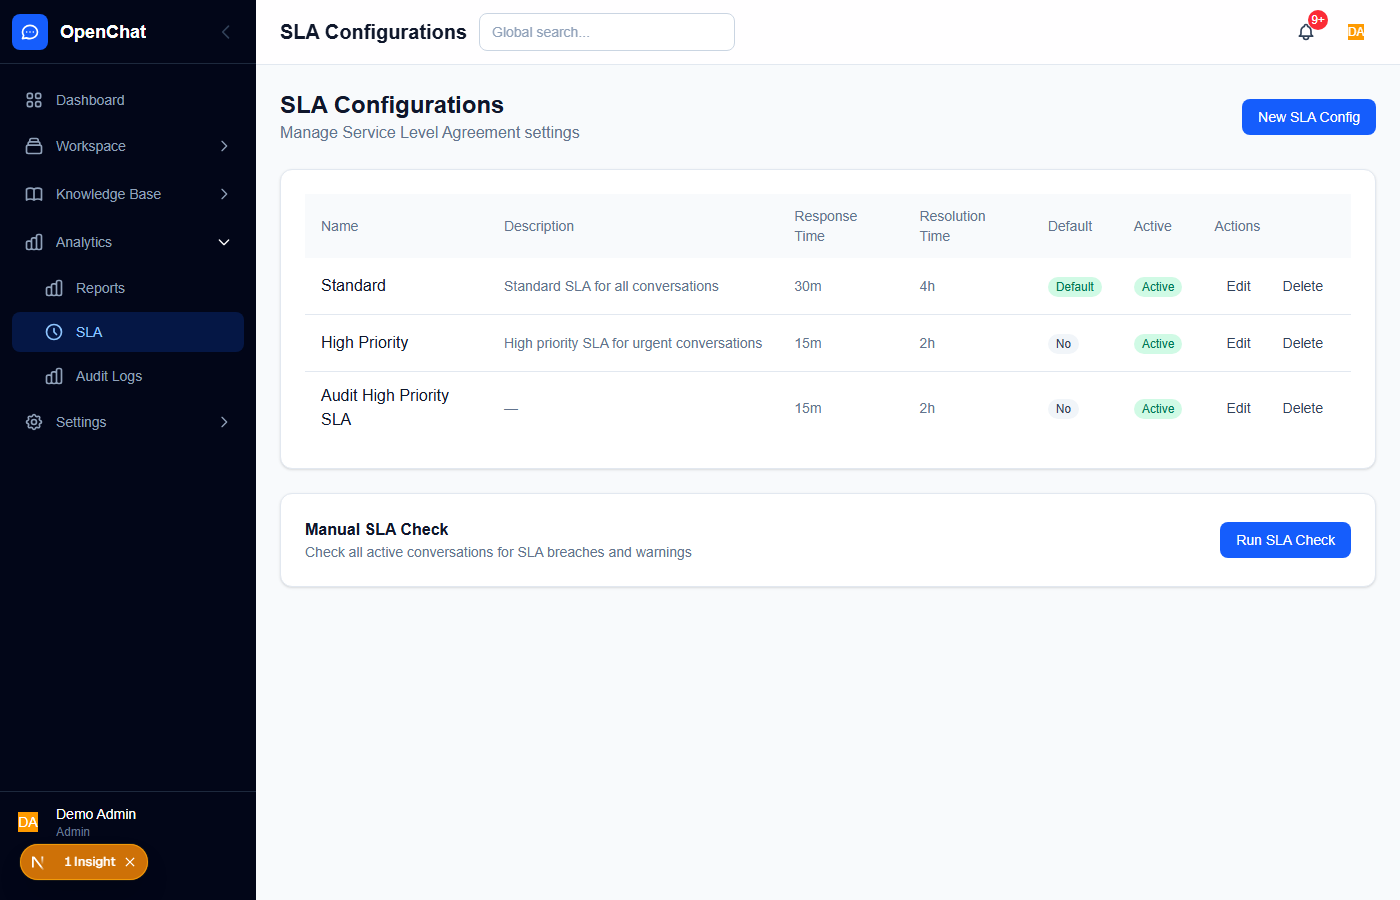 OpenChat
Dashboard
Workspace
Knowledge Base
Analytics
Reports
SLA
Audit Logs
Settings
DA
Demo Admin
Admin
1 Insight
SLA Configurations
Global search...
9+
DA
SLA Configurations
Manage Service Level Agreement settings
New SLA Config
Name Description Response Time Resolution Time Default Active Actions
Standard Standard SLA for all conversations 30m 4h Default Active Edit Delete
High Priority High priority SLA for urgent conversations 15m 2h No Active Edit Delete
Audit High Priority SLA — 15m 2h No Active Edit Delete
Manual SLA Check
Check all active conversations for SLA breaches and warnings
Run SLA Check